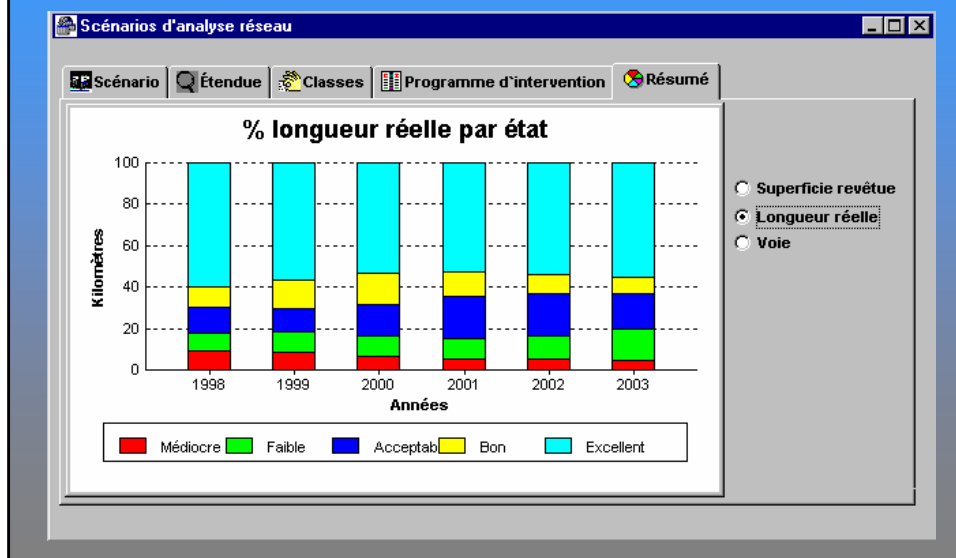 Scénarios d'analyse réseau
Scénario Étendue Classes Programme d`intervention Résumé
% longueur réelle par état
100
80
60
40
20
0
Kilomètres
1998 1999 2000 2001 2002 2003
Années
Médiocre Faible Acceptab Bon Excellent
Superficie revêtue
Longueur réelle
Voie